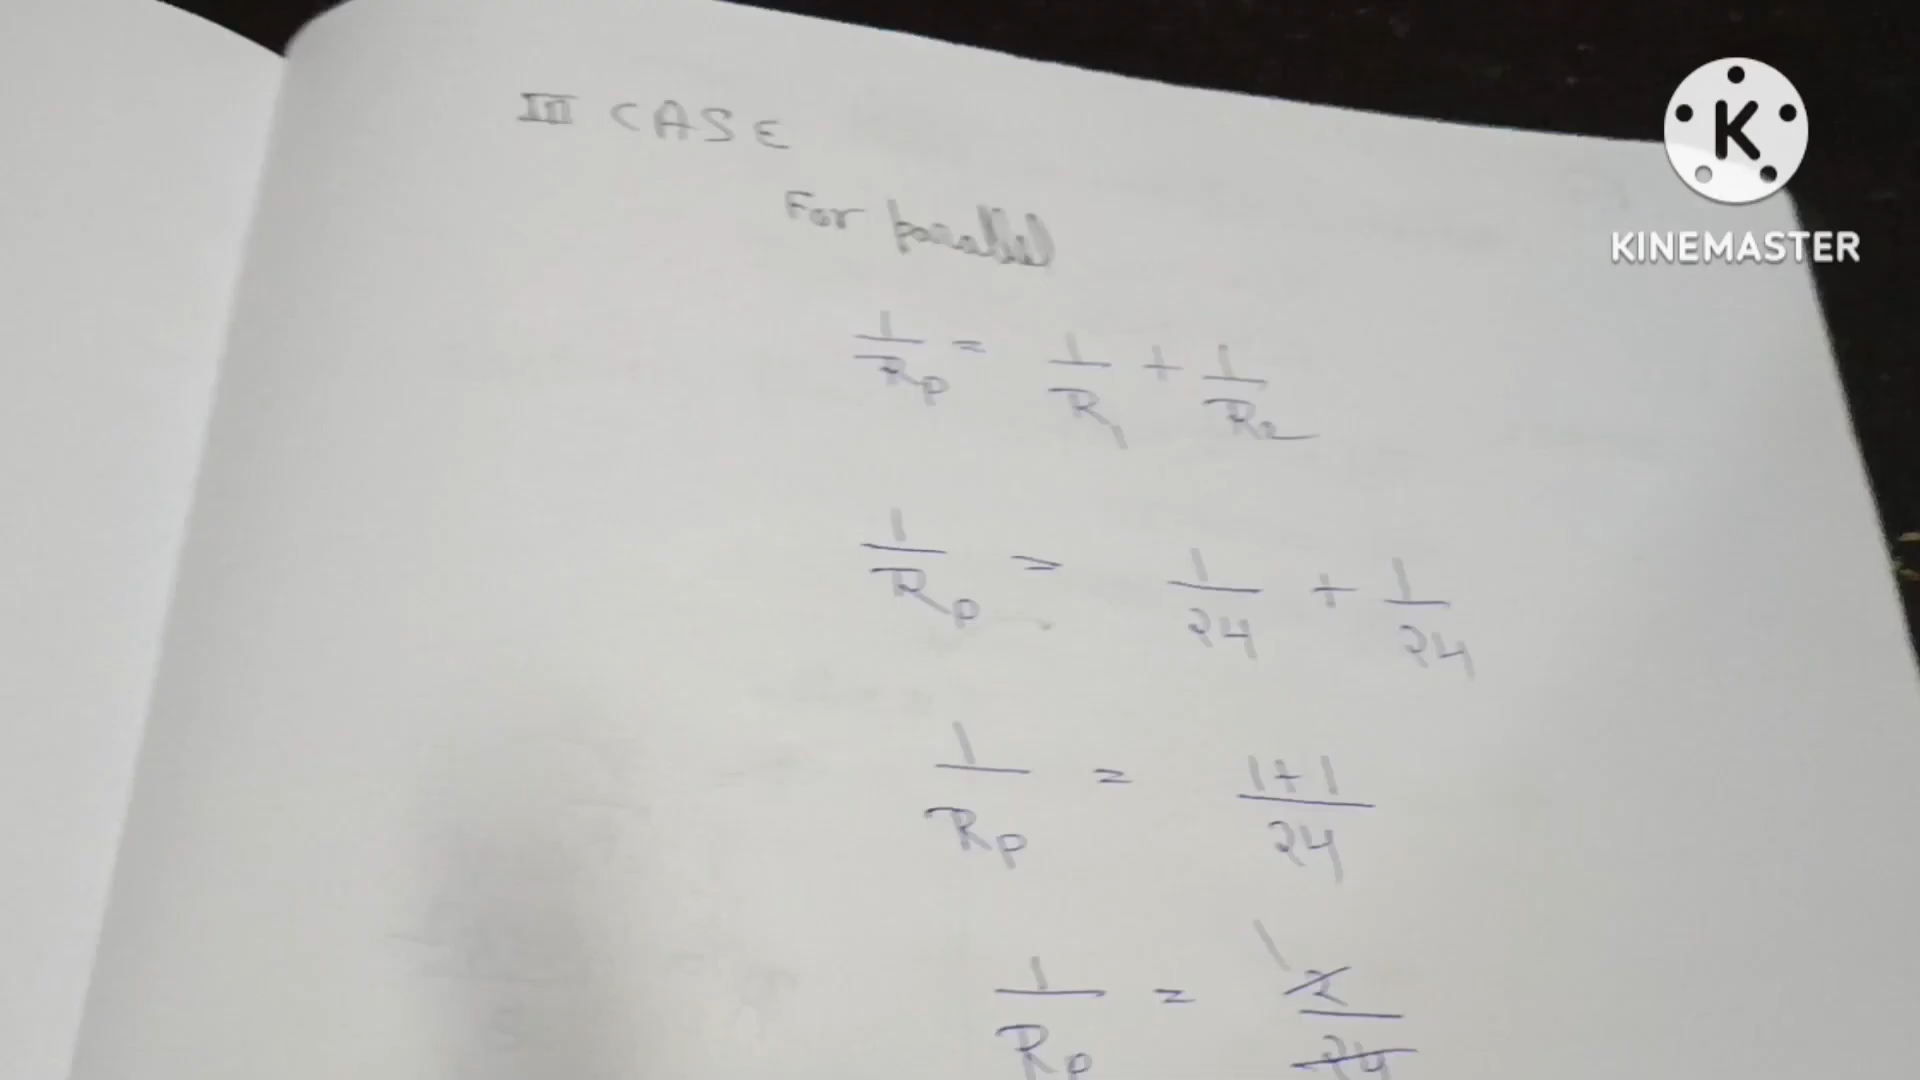 III CASE
For parallel
1/Rp = 1/R1 + 1/R2
1/Rp = 1/24 + 1/24
1/Rp = 1+1/24
1
1/Rp = 2/24
K
KINEMASTER